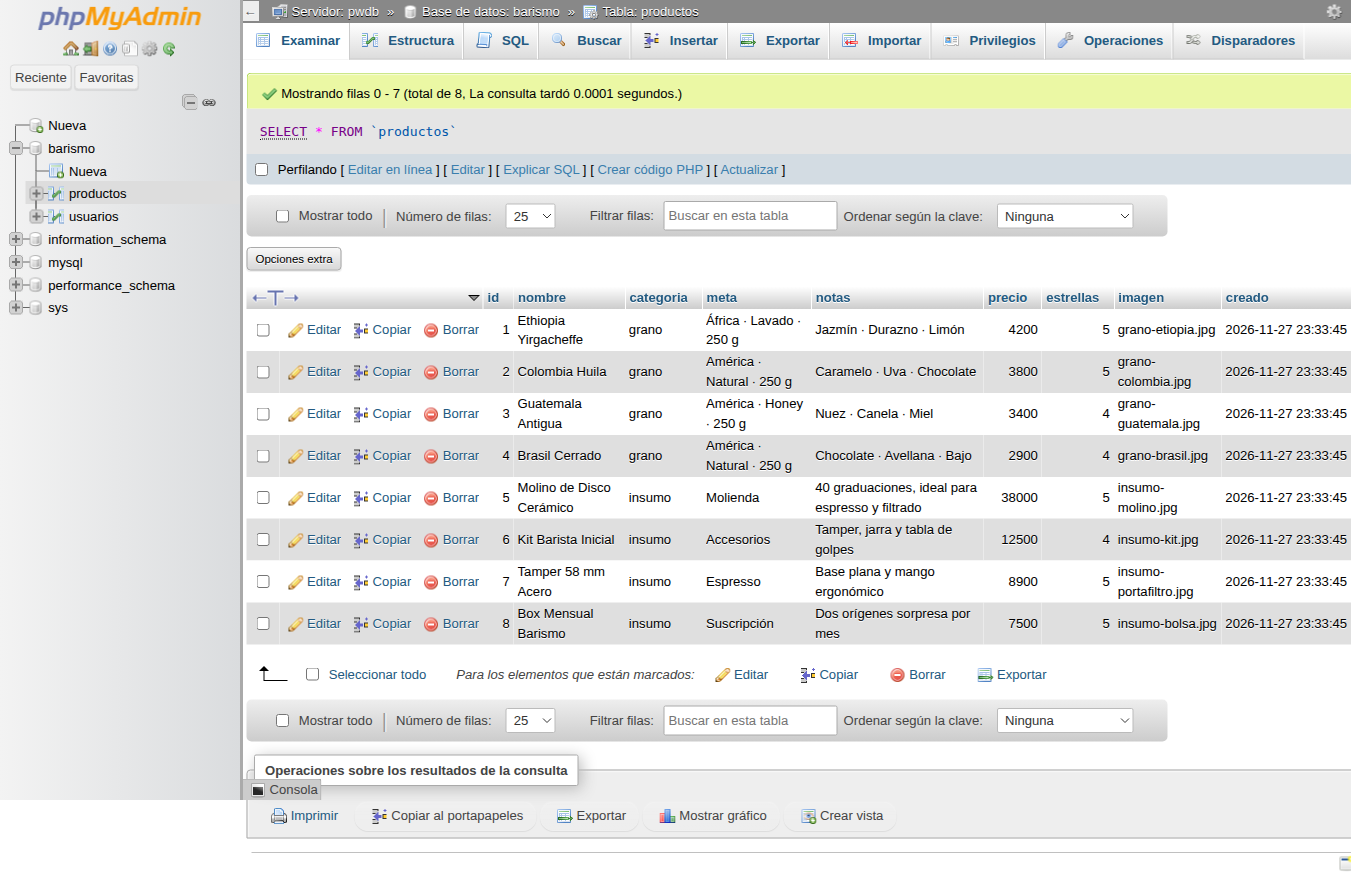 phpMyAdmin
Reciente Favoritas
Nueva
barismo
Nueva
productos
usuarios
information_schema
mysql
performance_schema
sys
Servidor: pwdb » Base de datos: barismo » Tabla: productos
Examinar Estructura SQL Buscar Insertar Exportar Importar Privilegios Operaciones Disparadores
Mostrando filas 0 - 7 (total de 8, La consulta tardó 0.0001 segundos.)
SELECT * FROM `productos`
Perfilando [ Editar en línea ] [ Editar ] [ Explicar SQL ] [ Crear código PHP ] [ Actualizar ]
Mostrar todo | Número de filas: 25 Filtrar filas: Buscar en esta tabla Ordenar según la clave: Ninguna
Opciones extra
←T→ id nombre categoria meta notas precio estrellas imagen creado
Editar Copiar Borrar 1 Ethiopia Yirgacheffe grano África · Lavado · 250 g Jazmín · Durazno · Limón 4200 5 grano-etiopia.jpg 2026-11-27 23:33:45
Editar Copiar Borrar 2 Colombia Huila grano América · Natural · 250 g Caramelo · Uva · Chocolate 3800 5 grano-colombia.jpg 2026-11-27 23:33:45
Editar Copiar Borrar 3 Guatemala Antigua grano América · Honey · 250 g Nuez · Canela · Miel 3400 4 grano-guatemala.jpg 2026-11-27 23:33:45
Editar Copiar Borrar 4 Brasil Cerrado grano América · Natural · 250 g Chocolate · Avellana · Bajo 2900 4 grano-brasil.jpg 2026-11-27 23:33:45
Editar Copiar Borrar 5 Molino de Disco Cerámico insumo Molienda 40 graduaciones, ideal para espresso y filtrado 38000 5 insumo-molino.jpg 2026-11-27 23:33:45
Editar Copiar Borrar 6 Kit Barista Inicial insumo Accesorios Tamper, jarra y tabla de golpes 12500 4 insumo-kit.jpg 2026-11-27 23:33:45
Editar Copiar Borrar 7 Tamper 58 mm Acero insumo Espresso Base plana y mango ergonómico 8900 5 insumo-portafiltro.jpg 2026-11-27 23:33:45
Editar Copiar Borrar 8 Box Mensual Barismo insumo Suscripción Dos orígenes sorpresa por mes 7500 5 insumo-bolsa.jpg 2026-11-27 23:33:45
Seleccionar todo Para los elementos que están marcados: Editar Copiar Borrar Exportar
Mostrar todo | Número de filas: 25 Filtrar filas: Buscar en esta tabla Ordenar según la clave: Ninguna
Operaciones sobre los resultados de la consulta
Consola
Imprimir Copiar al portapapeles Exportar Mostrar gráfico Crear vista